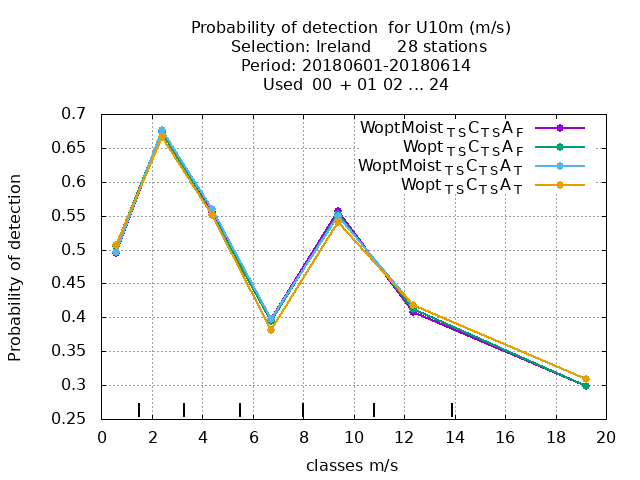 Probability of detection  for U10m (m/s)
Selection: Ireland     28 stations
Period: 20180601-20180614
Used  00  + 01 02 ... 24
WoptMoist TS C TS A F
Wopt TS C TS A F
WoptMoist TS C TS A T
Wopt TS C TS A T
Probability of detection
0.7
0.65
0.6
0.55
0.5
0.45
0.4
0.35
0.3
0.25
0 2 4 6 8 10 12 14 16 18 20
classes m/s